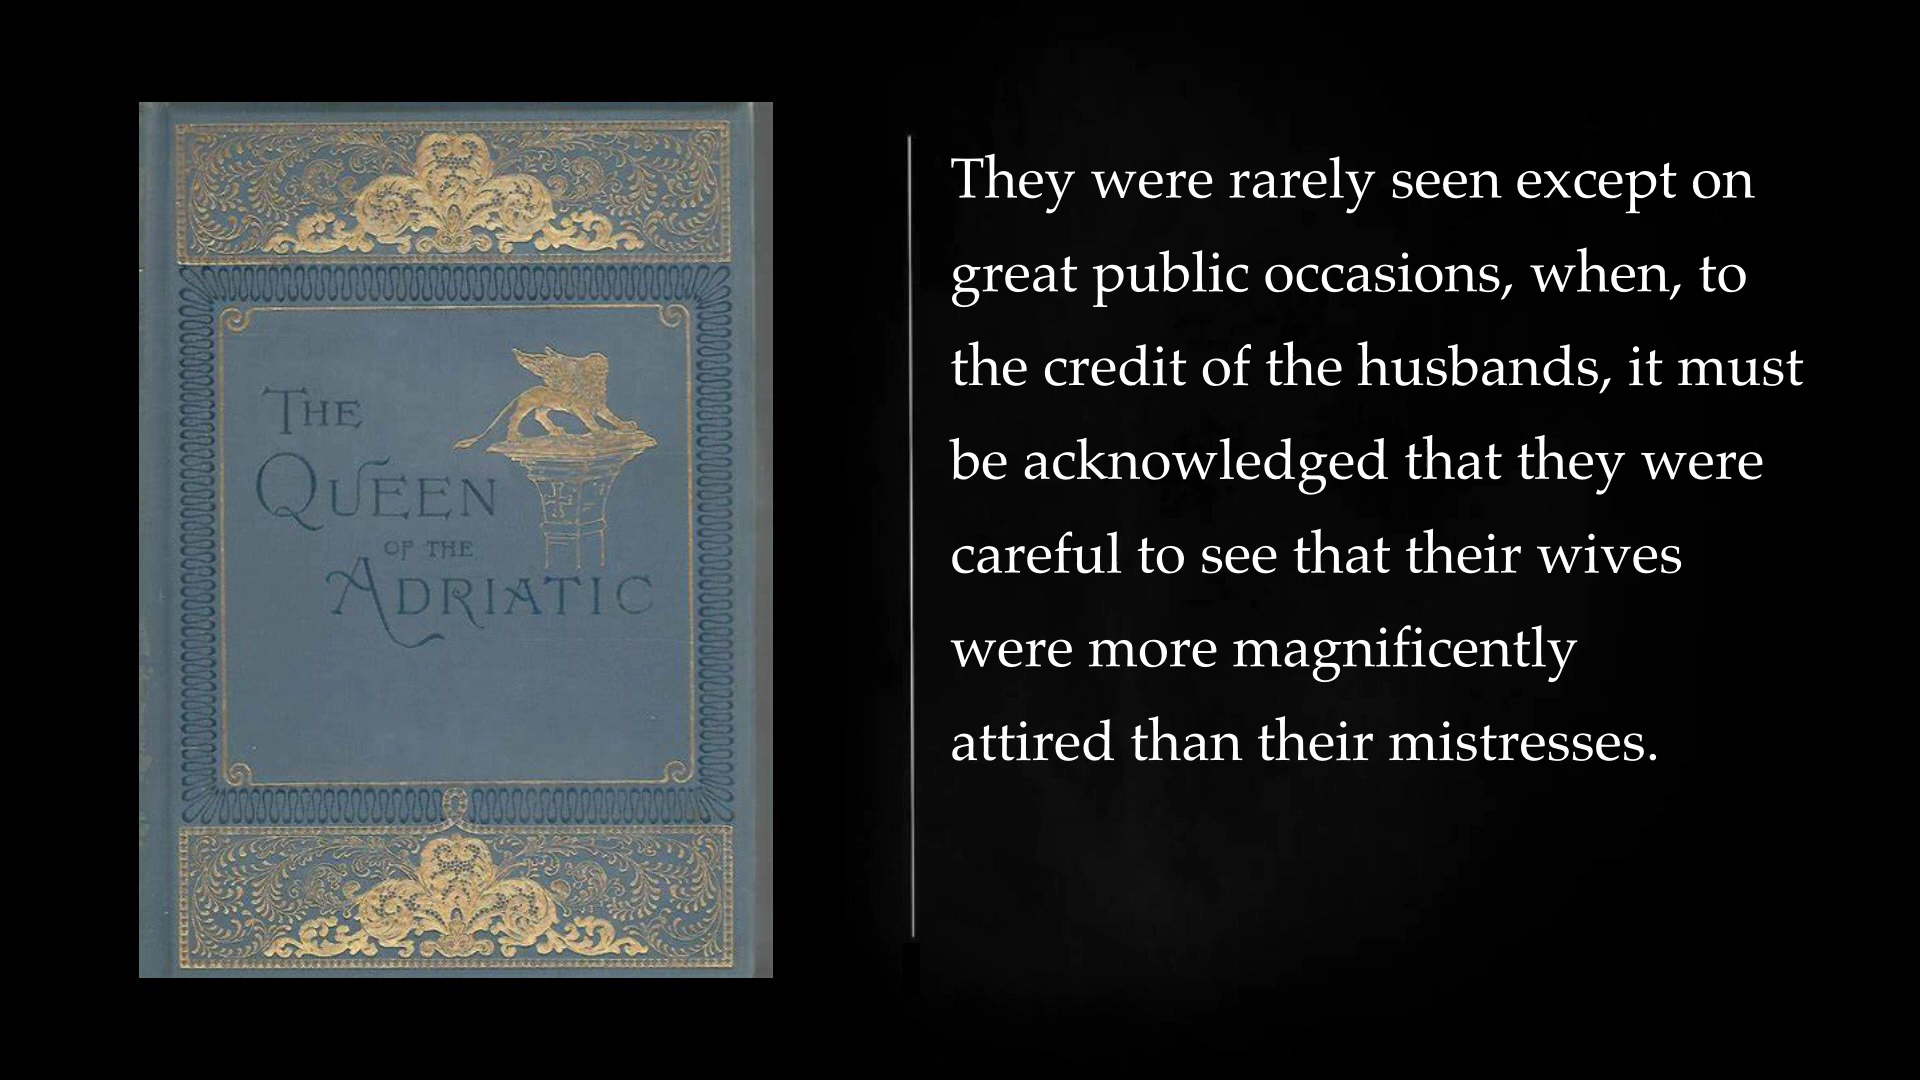 THE
QUEEN
OF THE
ADRIATIC
They were rarely seen except on
great public occasions, when, to
the credit of the husbands, it must
be acknowledged that they were
careful to see that their wives
were more magnificently
attired than their mistresses.